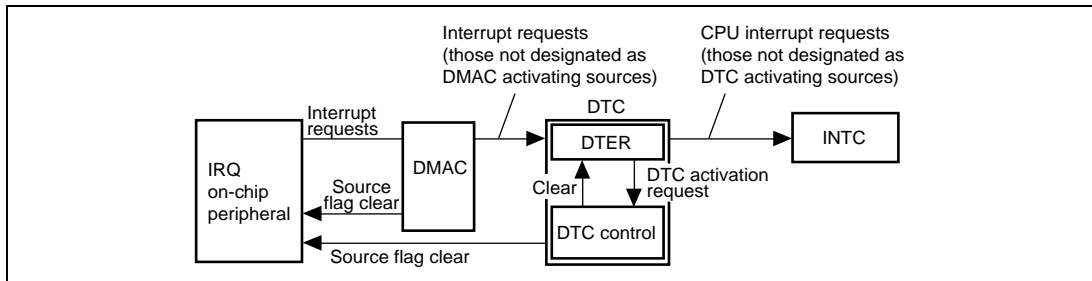 Interrupt requests
(those not designated as
DMAC activating sources)
CPU interrupt requests
(those not designated as
DTC activating sources)
DTC
Interrupt
requests
DTER
INTC
IRQ
on-chip
peripheral
DMAC
Source
flag clear
Clear
DTC activation
request
DTC control
Source flag clear